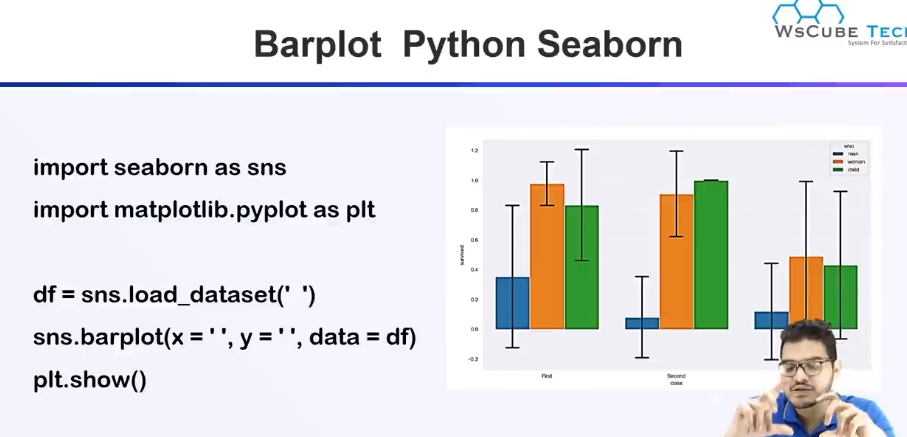 Barplot Python Seaborn
WsCube Tech
System For Satisfact
import seaborn as sns
import matplotlib.pyplot as plt
df = sns.load_dataset(' ')
sns.barplot(x = ' ', y = ' ', data = df)
plt.show()
who
man
woman
child
1.2
1.0
0.8
0.6
0.4
0.2
0.0
-0.2
survived
First
Second
class